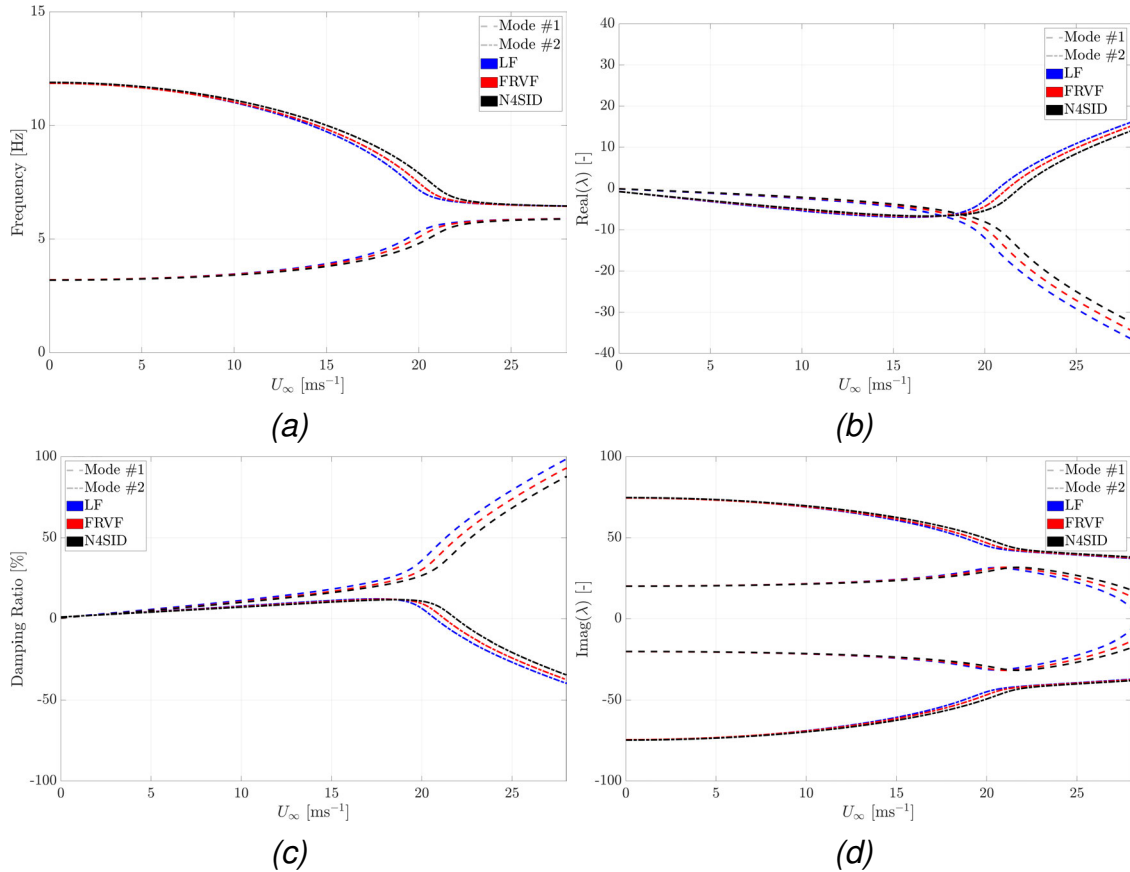 15
10
5
0
0
5
10
15
20
25
Frequency [Hz]
U∞ [ms⁻¹]
Mode #1
Mode #2
LF
FRVF
N4SID
(a)
40
30
20
10
0
-10
-20
-30
-40
0
5
10
15
20
25
Real(λ) [-]
U∞ [ms⁻¹]
Mode #1
Mode #2
LF
FRVF
N4SID
(b)
100
50
0
-50
-100
0
5
10
15
20
25
Damping Ratio [%]
U∞ [ms⁻¹]
Mode #1
Mode #2
LF
FRVF
N4SID
(c)
100
50
0
-50
-100
0
5
10
15
20
25
Imag(λ) [-]
U∞ [ms⁻¹]
Mode #1
Mode #2
LF
FRVF
N4SID
(d)